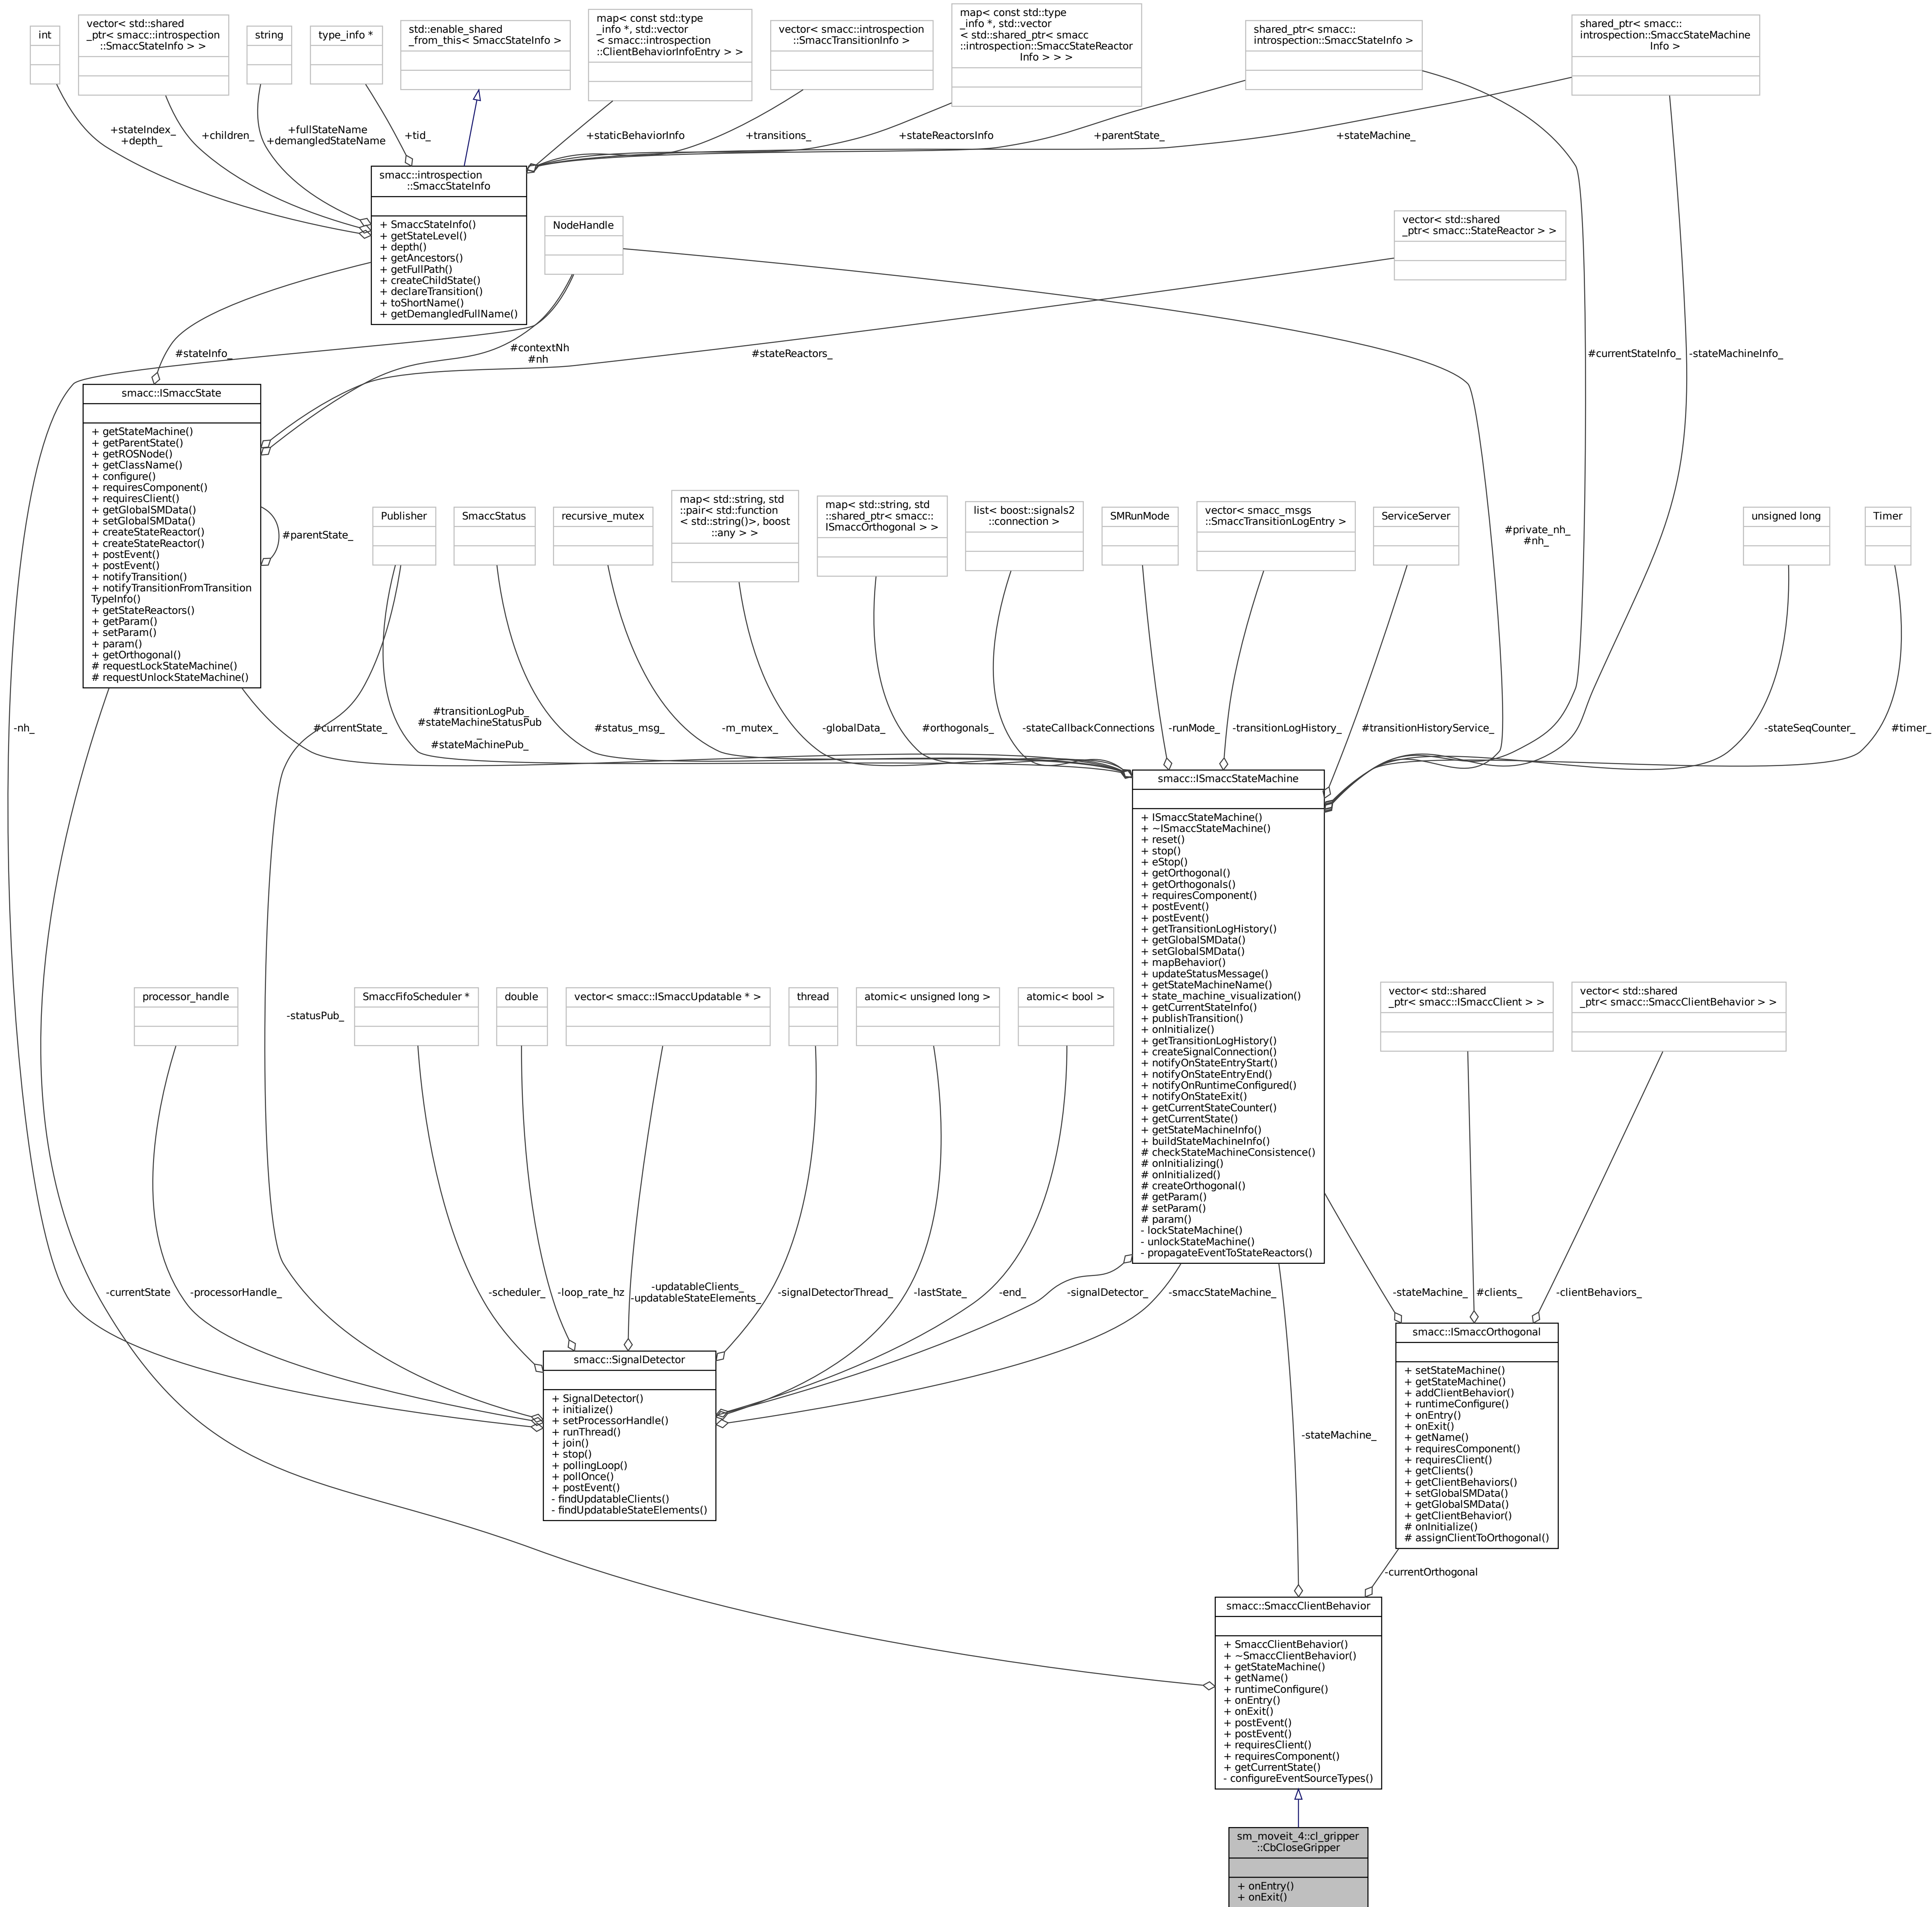 int
vector< std::shared
_ptr< smacc::introspection
::SmaccStateInfo > >
string
type_info *
std::enable_shared
_from_this< SmaccStateInfo >
map< const std::type
_info *, std::vector
< smacc::introspection
::ClientBehaviorInfoEntry > >
vector< smacc::introspection
::SmaccTransitionInfo >
map< const std::type
_info *, std::vector
< std::shared_ptr< smacc
::introspection::SmaccStateReactor
Info > > >
shared_ptr< smacc::
introspection::SmaccStateInfo >
shared_ptr< smacc::
introspection::SmaccStateMachine
Info >
+stateIndex_
+depth_
+children_
+fullStateName
+demangledStateName
+tid_
+staticBehaviorInfo
+transitions_
+stateReactorsInfo
+parentState_
+stateMachine_
smacc::introspection
::SmaccStateInfo
+ SmaccStateInfo()
+ getStateLevel()
+ depth()
+ getAncestors()
+ getFullPath()
+ createChildState()
+ declareTransition()
+ toShortName()
+ getDemangledFullName()
NodeHandle
vector< std::shared
_ptr< smacc::StateReactor > >
#stateInfo_
#contextNh
#nh
#stateReactors_
#currentStateInfo_
-stateMachineInfo_
smacc::ISmaccState
+ getStateMachine()
+ getParentState()
+ getROSNode()
+ getClassName()
+ configure()
+ requiresComponent()
+ requiresClient()
+ getGlobalSMData()
+ setGlobalSMData()
+ createStateReactor()
+ createStateReactor()
+ postEvent()
+ postEvent()
+ notifyTransition()
+ notifyTransitionFromTransition
TypeInfo()
+ getStateReactors()
+ getParam()
+ setParam()
+ param()
+ getOrthogonal()
# requestLockStateMachine()
# requestUnlockStateMachine()
#parentState_
Publisher
SmaccStatus
recursive_mutex
map< std::string, std
::pair< std::function
< std::string()>, boost
::any > >
map< std::string, std
::shared_ptr< smacc::
ISmaccOrthogonal > >
list< boost::signals2
::connection >
SMRunMode
vector< smacc_msgs
::SmaccTransitionLogEntry >
ServiceServer
#private_nh_
#nh_
unsigned long
Timer
-nh_
#currentState_
#transitionLogPub_
#stateMachineStatusPub
_
#stateMachinePub_
#status_msg_
-m_mutex_
-globalData_
#orthogonals_
-stateCallbackConnections
-runMode_
-transitionLogHistory_
#transitionHistoryService_
-stateSeqCounter_
#timer_
smacc::ISmaccStateMachine
+ ISmaccStateMachine()
+ ~ISmaccStateMachine()
+ reset()
+ stop()
+ eStop()
+ getOrthogonal()
+ getOrthogonals()
+ requiresComponent()
+ postEvent()
+ postEvent()
+ getTransitionLogHistory()
+ getGlobalSMData()
+ setGlobalSMData()
+ mapBehavior()
+ updateStatusMessage()
+ getStateMachineName()
+ state_machine_visualization()
+ getCurrentStateInfo()
+ publishTransition()
+ onInitialize()
+ getTransitionLogHistory()
+ createSignalConnection()
+ notifyOnStateEntryStart()
+ notifyOnStateEntryEnd()
+ notifyOnRuntimeConfigured()
+ notifyOnStateExit()
+ getCurrentStateCounter()
+ getCurrentState()
+ getStateMachineInfo()
+ buildStateMachineInfo()
# checkStateMachineConsistence()
# onInitializing()
# onInitialized()
# createOrthogonal()
# getParam()
# setParam()
# param()
- lockStateMachine()
- unlockStateMachine()
- propagateEventToStateReactors()
processor_handle
-statusPub_
SmaccFifoScheduler *
double
vector< smacc::ISmaccUpdatable * >
thread
atomic< unsigned long >
atomic< bool >
vector< std::shared
_ptr< smacc::ISmaccClient > >
vector< std::shared
_ptr< smacc::SmaccClientBehavior > >
-currentState
-processorHandle_
-scheduler_
-loop_rate_hz
-updatableClients_
-updatableStateElements_
-signalDetectorThread_
-lastState_
-end_
-signalDetector_
-smaccStateMachine_
-stateMachine_
#clients_
-clientBehaviors_
smacc::SignalDetector
+ SignalDetector()
+ initialize()
+ setProcessorHandle()
+ runThread()
+ join()
+ stop()
+ pollingLoop()
+ pollOnce()
+ postEvent()
- findUpdatableClients()
- findUpdatableStateElements()
-stateMachine_
smacc::ISmaccOrthogonal
+ setStateMachine()
+ getStateMachine()
+ addClientBehavior()
+ runtimeConfigure()
+ onEntry()
+ onExit()
+ getName()
+ requiresComponent()
+ requiresClient()
+ getClients()
+ getClientBehaviors()
+ setGlobalSMData()
+ getGlobalSMData()
+ getClientBehavior()
# onInitialize()
# assignClientToOrthogonal()
-currentOrthogonal
smacc::SmaccClientBehavior
+ SmaccClientBehavior()
+ ~SmaccClientBehavior()
+ getStateMachine()
+ getName()
+ runtimeConfigure()
+ onEntry()
+ onExit()
+ postEvent()
+ postEvent()
+ requiresClient()
+ requiresComponent()
+ getCurrentState()
- configureEventSourceTypes()
sm_moveit_4::cl_gripper
::CbCloseGripper
+ onEntry()
+ onExit()